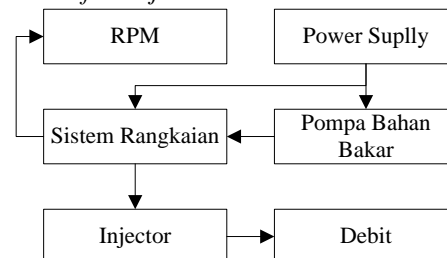 RPM
Power Suplly
Sistem Rangkaian
Pompa Bahan
Bakar
Injector
Debit